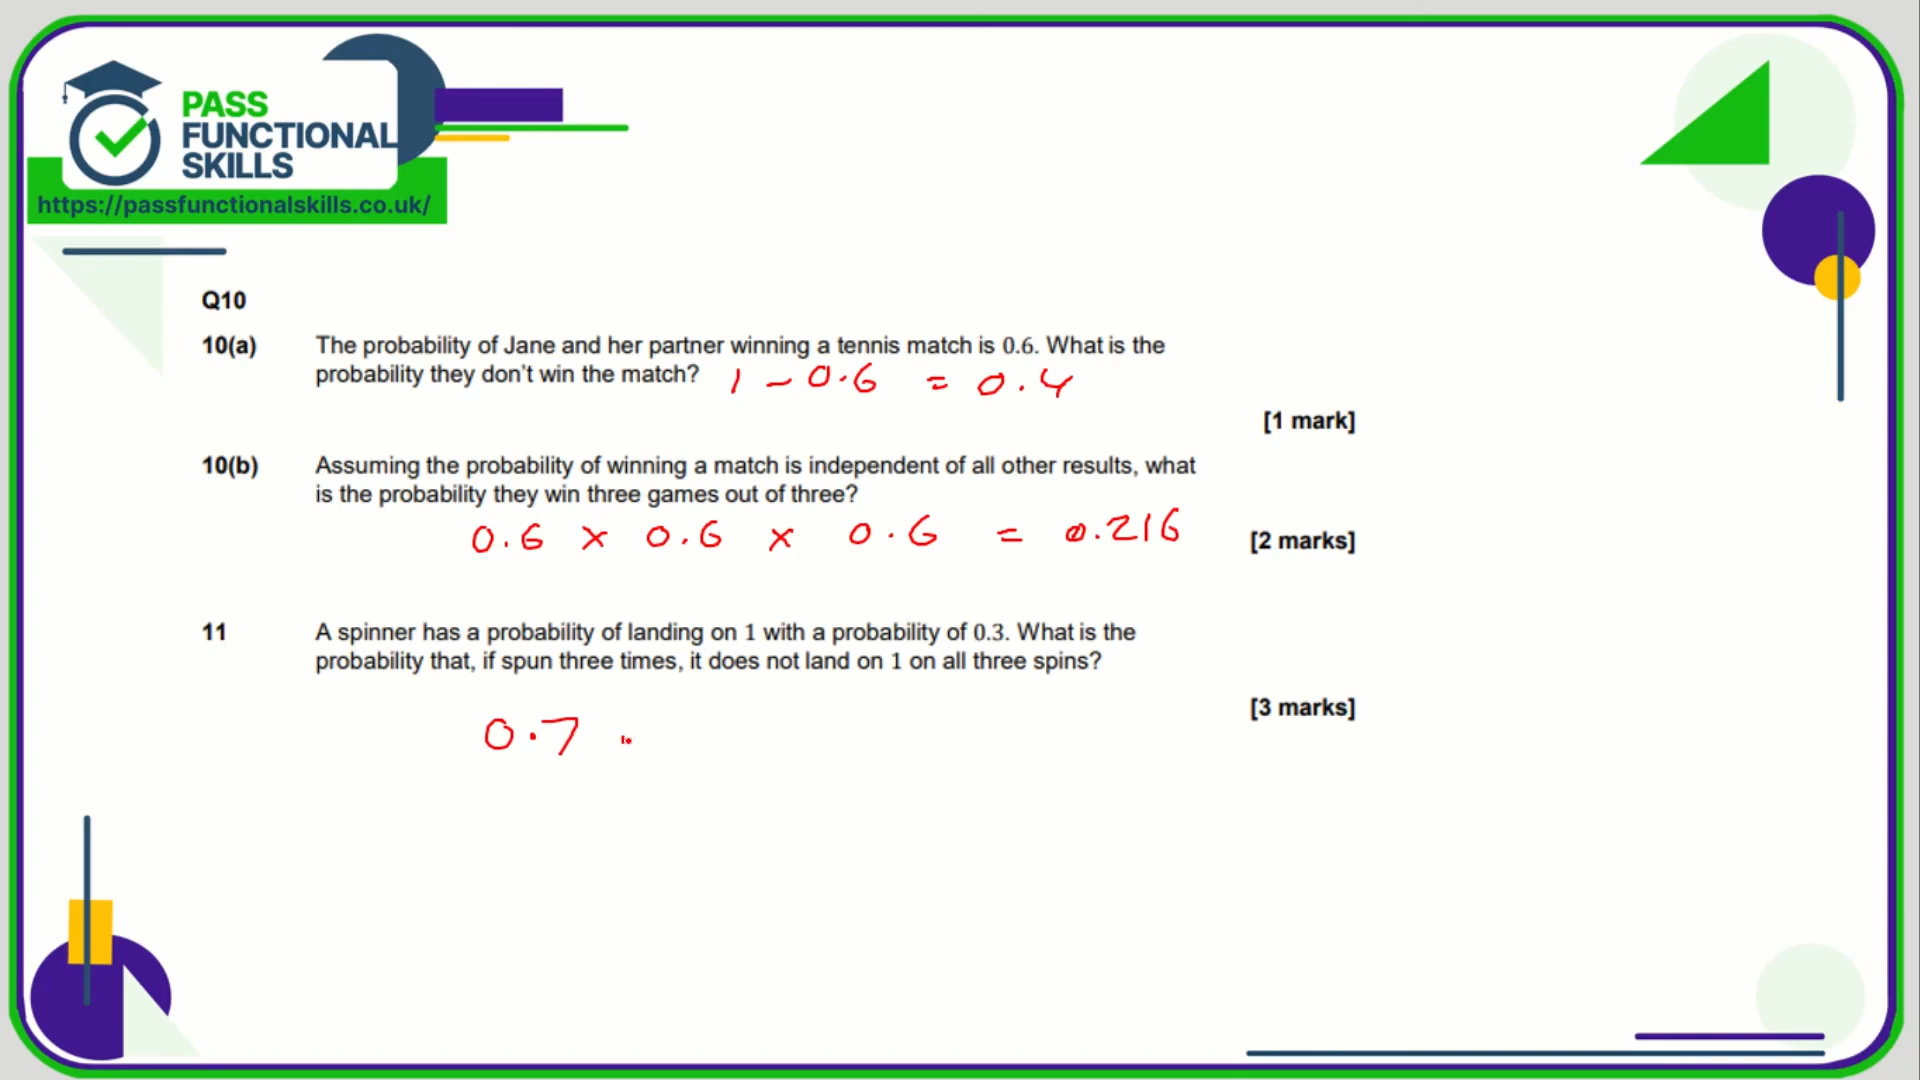 PASS
FUNCTIONAL
SKILLS
https://passfunctionalskills.co.uk/
Q10
10(a) The probability of Jane and her partner winning a tennis match is 0.6. What is the
probability they don't win the match? 1 - 0.6 = 0.4
[1 mark]
10(b) Assuming the probability of winning a match is independent of all other results, what
is the probability they win three games out of three?
0.6 x 0.6 x 0.6 = 0.216
[2 marks]
11 A spinner has a probability of landing on 1 with a probability of 0.3. What is the
probability that, if spun three times, it does not land on 1 on all three spins?
[3 marks]
0.7